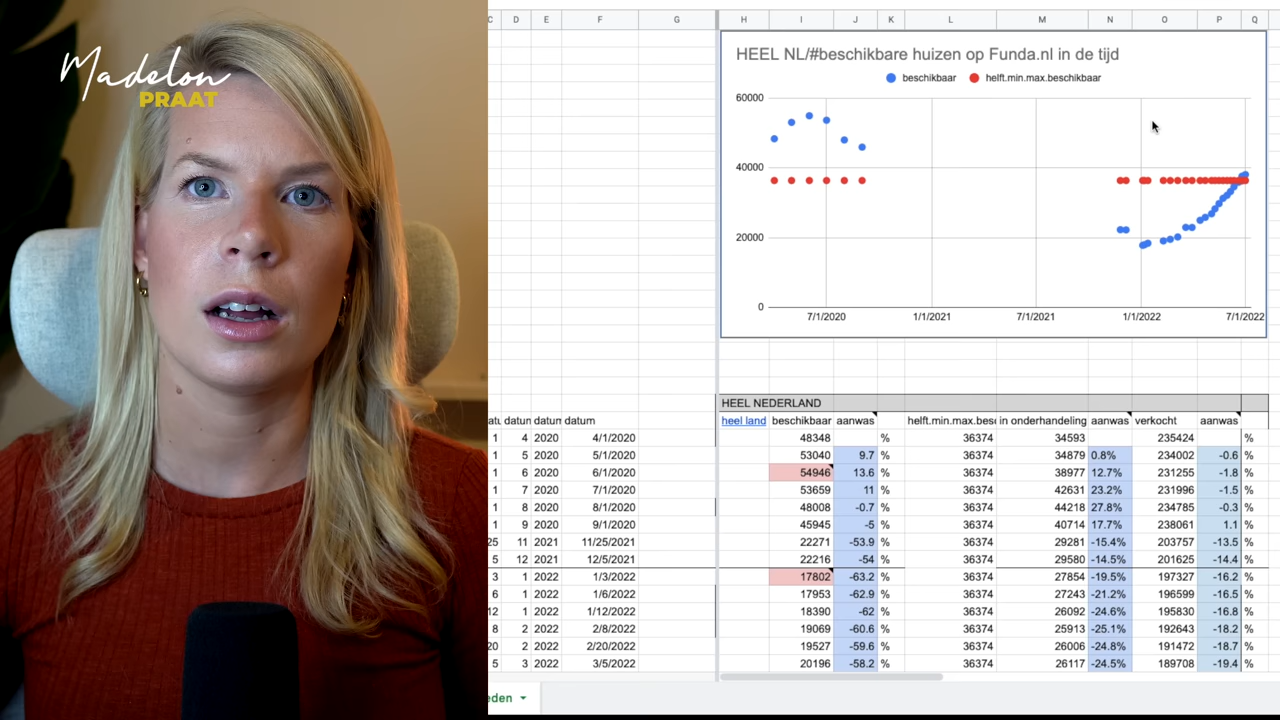 Madelon
PRAAT
C D E F G H I J K L M N O P Q
HEEL NL/#beschikbare huizen op Funda.nl in de tijd
beschikbaar helft.min.max.beschikbaar
60000
40000
20000
0
7/1/2020 1/1/2021 7/1/2021 1/1/2022 7/1/2022
HEEL NEDERLAND
datum datum datum heel land beschikbaar aanwas helft.min.max.bes in onderhandeling aanwas verkocht aanwas
1 4 2020 4/1/2020 48348 % 36374 34593 235424 %
1 5 2020 5/1/2020 53040 9.7 % 36374 34879 0.8% 234002 -0.6 %
1 6 2020 6/1/2020 54946 13.6 % 36374 38977 12.7% 231255 -1.8 %
1 7 2020 7/1/2020 53659 11 % 36374 42631 23.2% 231996 -1.5 %
1 8 2020 8/1/2020 48008 -0.7 % 36374 44218 27.8% 234785 -0.3 %
1 9 2020 9/1/2020 45945 -5 % 36374 40714 17.7% 238061 1.1 %
25 11 2021 11/25/2021 22271 -53.9 % 36374 29281 -15.4% 203757 -13.5 %
5 12 2021 12/5/2021 22216 -54 % 36374 29580 -14.5% 201625 -14.4 %
3 1 2022 1/3/2022 17802 -63.2 % 36374 27854 -19.5% 197327 -16.2 %
6 1 2022 1/6/2022 17953 -62.9 % 36374 27243 -21.2% 196599 -16.5 %
12 1 2022 1/12/2022 18390 -62 % 36374 26092 -24.6% 195830 -16.8 %
8 2 2022 2/8/2022 19069 -60.6 % 36374 25913 -25.1% 192643 -18.2 %
20 2 2022 2/20/2022 19527 -59.6 % 36374 26006 -24.8% 191472 -18.7 %
5 3 2022 3/5/2022 20196 -58.2 % 36374 26117 -24.5% 189708 -19.4 %
eden